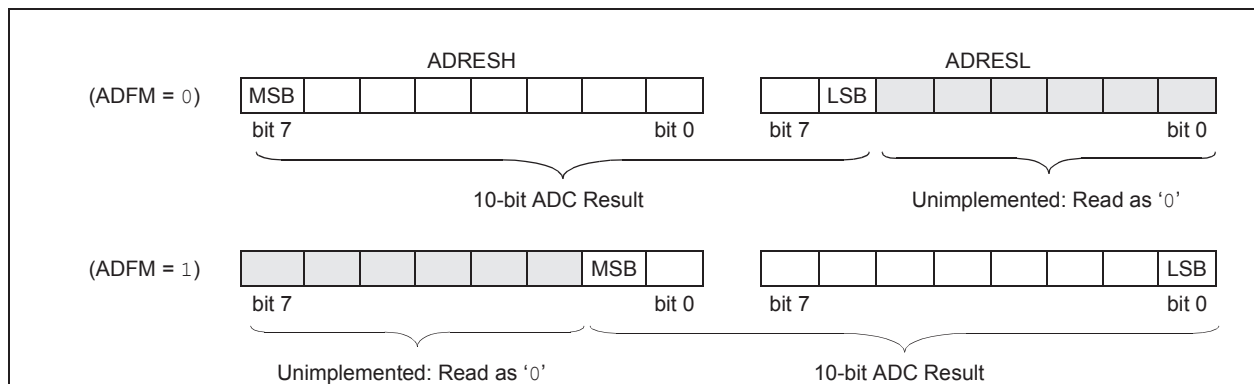 ADRESH ADRESL
(ADFM = 0) MSB LSB
bit 7 bit 0 bit 7 bit 0
10-bit ADC Result Unimplemented: Read as ‘0’
(ADFM = 1) MSB LSB
bit 7 bit 0 bit 7 bit 0
Unimplemented: Read as ‘0’ 10-bit ADC Result